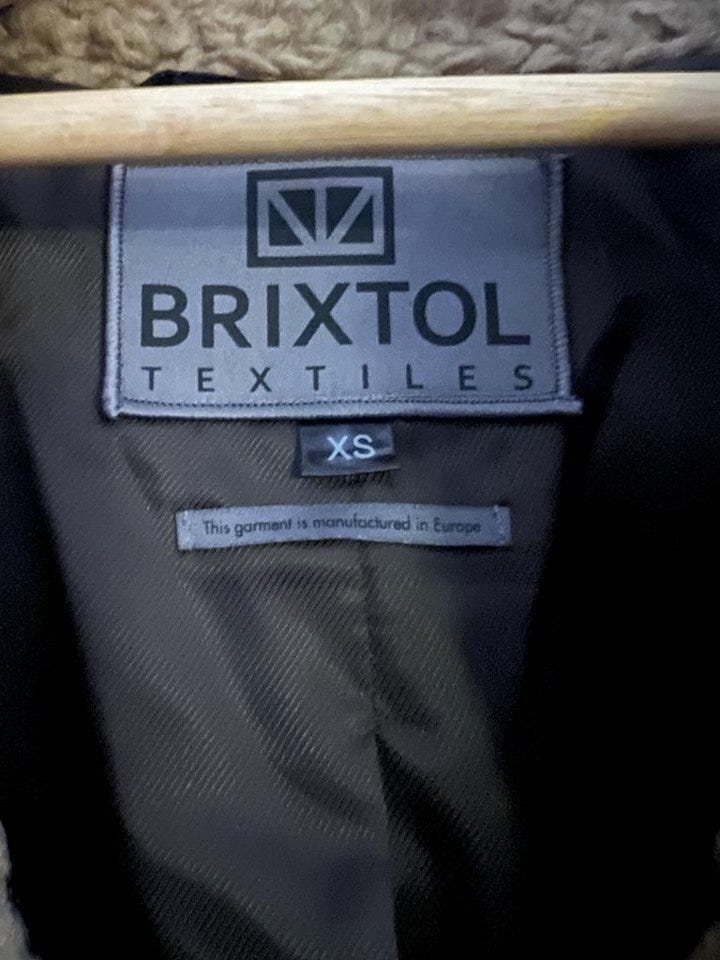 BRIXTOL
TEXTILES
XS
This garment is manufactured in Europe